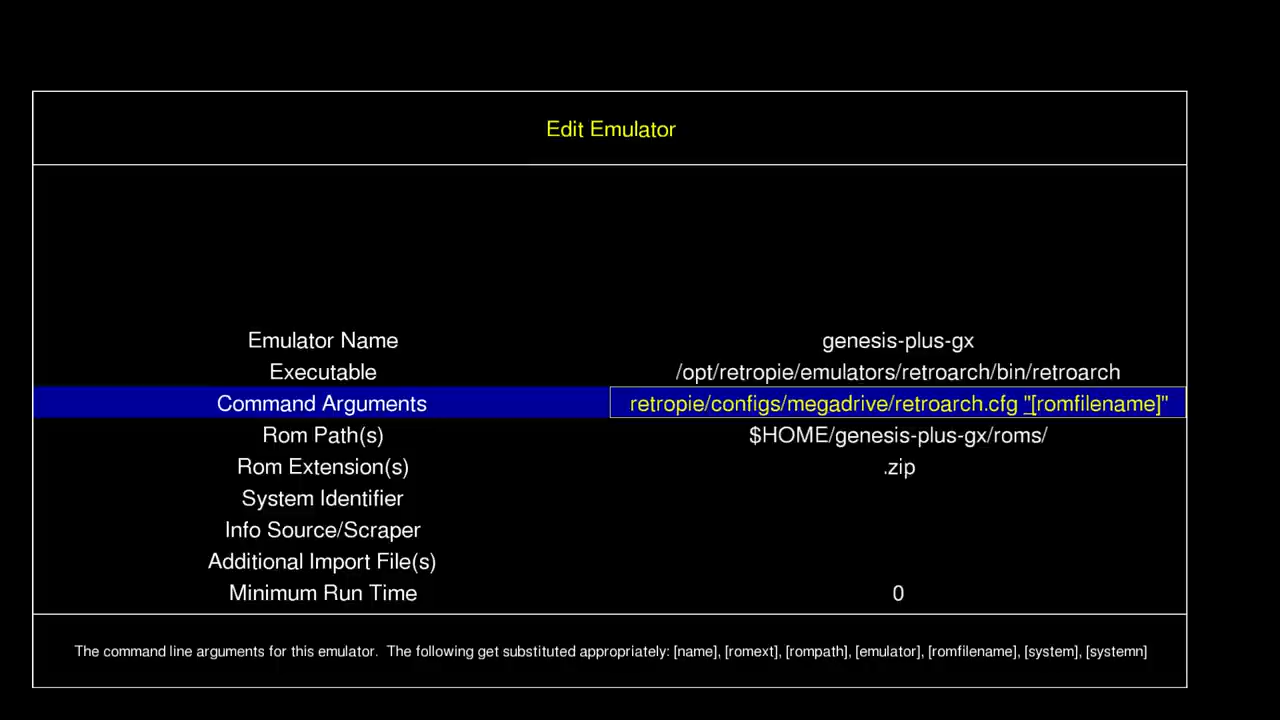 Edit Emulator
Emulator Name genesis-plus-gx
Executable /opt/retropie/emulators/retroarch/bin/retroarch
Command Arguments retropie/configs/megadrive/retroarch.cfg "[romfilename]"
Rom Path(s) $HOME/genesis-plus-gx/roms/
Rom Extension(s) .zip
System Identifier
Info Source/Scraper
Additional Import File(s)
Minimum Run Time 0
The command line arguments for this emulator.  The following get substituted appropriately: [name], [romext], [rompath], [emulator], [romfilename], [system], [systemn]